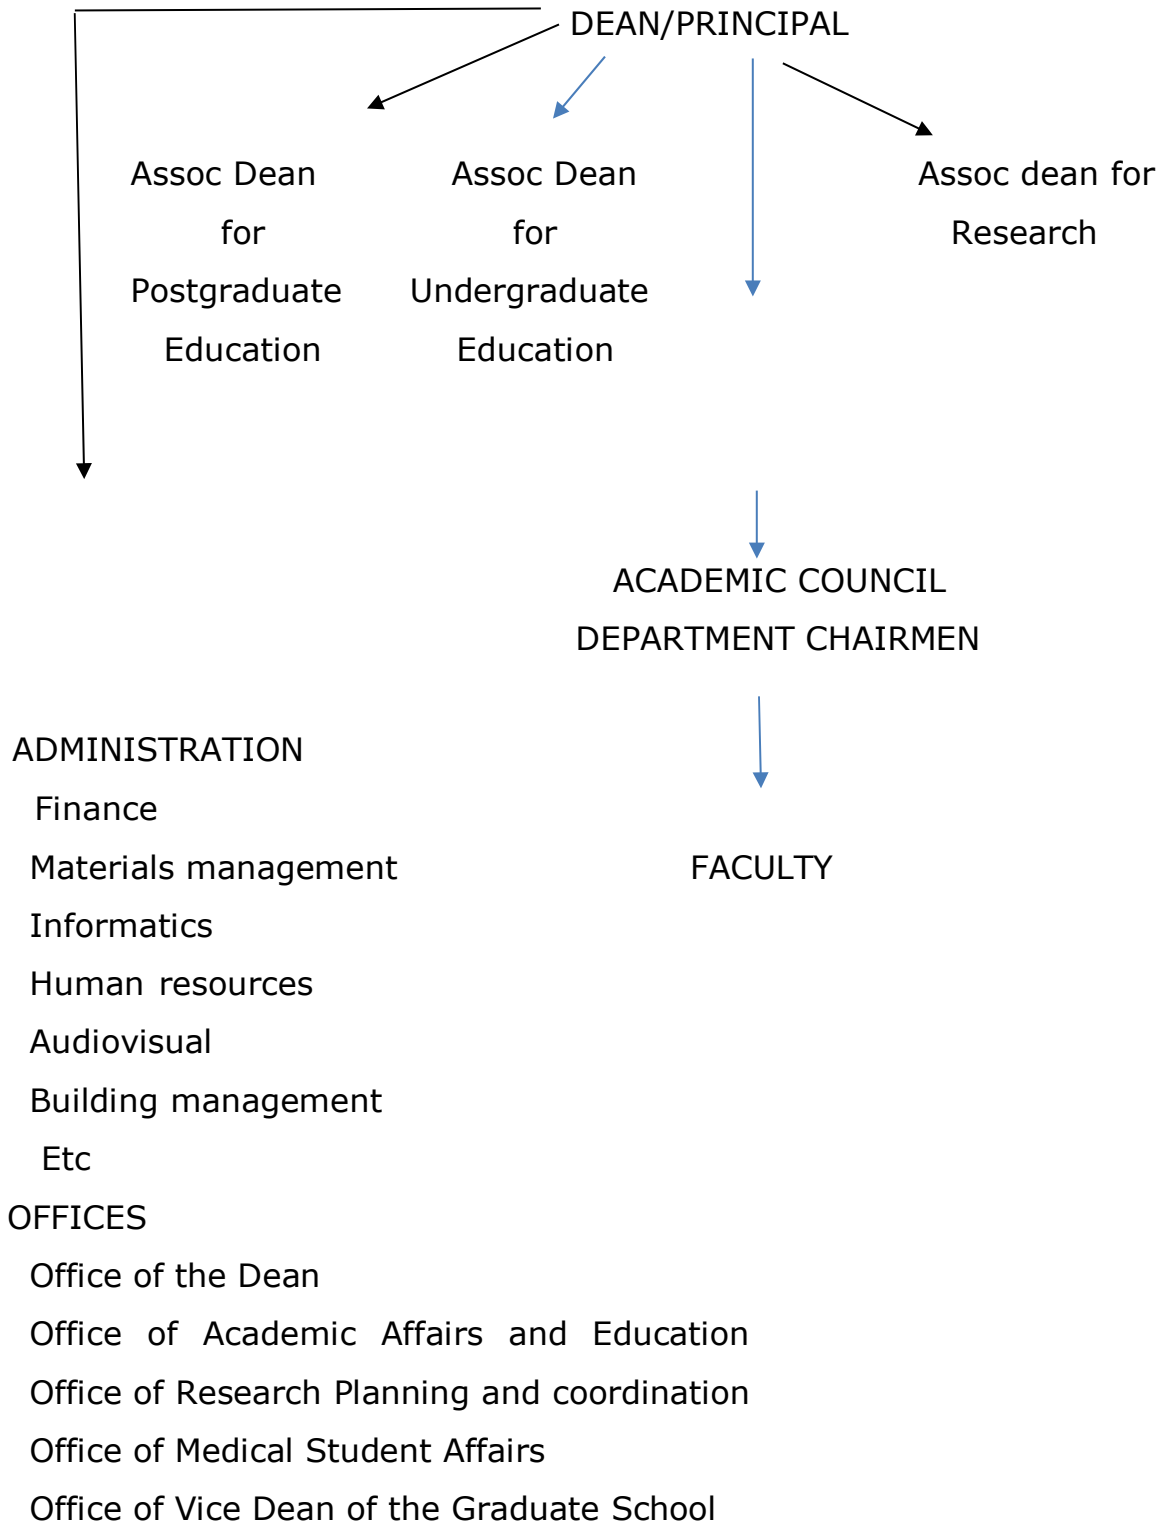 DEAN/PRINCIPAL
Assoc Dean
for
Postgraduate
Education
Assoc Dean
for
Undergraduate
Education
Assoc dean for
Research
ACADEMIC COUNCIL
DEPARTMENT CHAIRMEN
FACULTY
ADMINISTRATION
Finance
Materials management
Informatics
Human resources
Audiovisual
Building management
Etc
OFFICES
Office of the Dean
Office of Academic Affairs and Education
Office of Research Planning and coordination
Office of Medical Student Affairs
Office of Vice Dean of the Graduate School